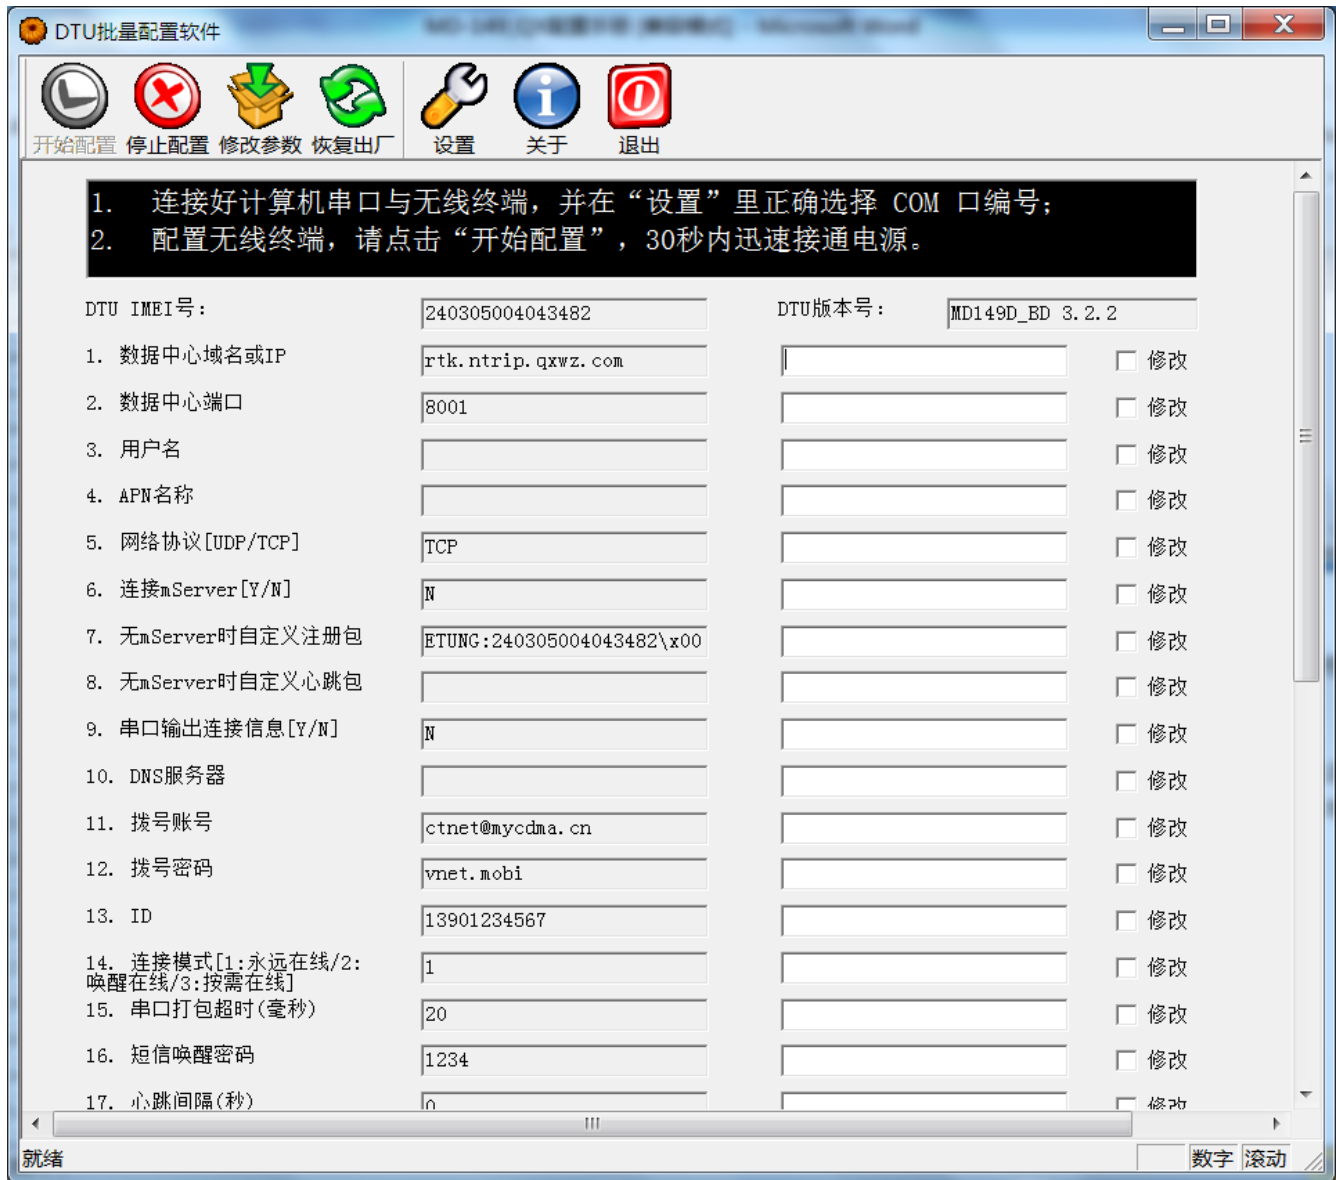 DTU批量配置软件
开始配置 停止配置 修改参数 恢复出厂 设置 关于 退出
1. 连接好计算机串口与无线终端，并在“设置”里正确选择 COM 口编号；
2. 配置无线终端，请点击“开始配置”，30秒内迅速接通电源。
DTU IMEI号： 240305004043482 DTU版本号： MD149D_BD 3.2.2
1. 数据中心域名或IP rtk.ntrip.qxwz.com 修改
2. 数据中心端口 8001 修改
3. 用户名 修改
4. APN名称 修改
5. 网络协议[UDP/TCP] TCP 修改
6. 连接mServer[Y/N] N 修改
7. 无mServer时自定义注册包 ETUNG:240305004043482\x00 修改
8. 无mServer时自定义心跳包 修改
9. 串口输出连接信息[Y/N] N 修改
10. DNS服务器 修改
11. 拨号账号 ctnet@mycdma.cn 修改
12. 拨号密码 vnet.mobi 修改
13. ID 13901234567 修改
14. 连接模式[1:永远在线/2:
唤醒在线/3:按需在线] 1 修改
15. 串口打包超时(毫秒) 20 修改
16. 短信唤醒密码 1234 修改
17. 心跳间隔(秒) 0 修改
就绪 数字 滚动